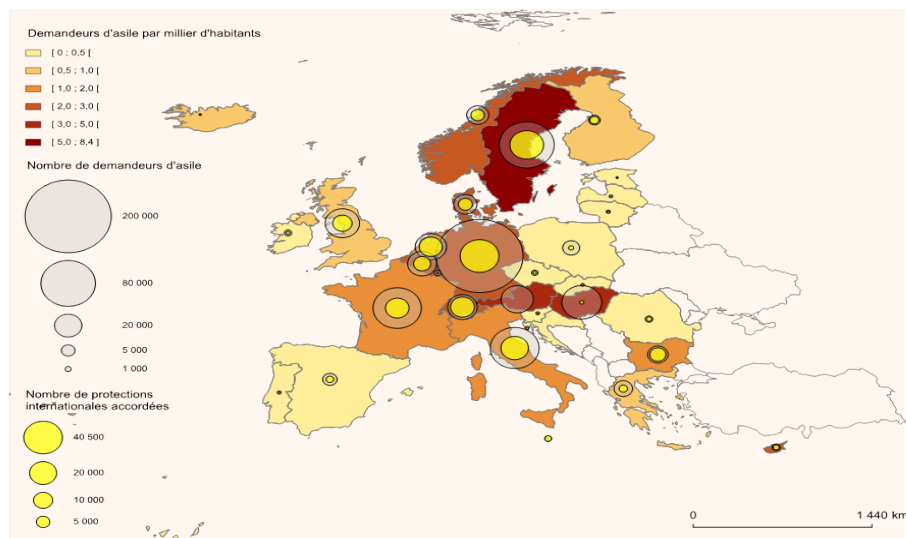 Demandeurs d'asile par millier d'habitants
[ 0 ; 0,5 [
[ 0,5 ; 1,0 [
[ 1,0 ; 2,0 [
[ 2,0 ; 3,0 [
[ 3,0 ; 5,0 [
[ 5,0 ; 8,4 ]
Nombre de demandeurs d'asile
200 000
80 000
20 000
5 000
1 000
Nombre de protections
internationales accordées
40 500
20 000
10 000
5 000
0 1 440 km